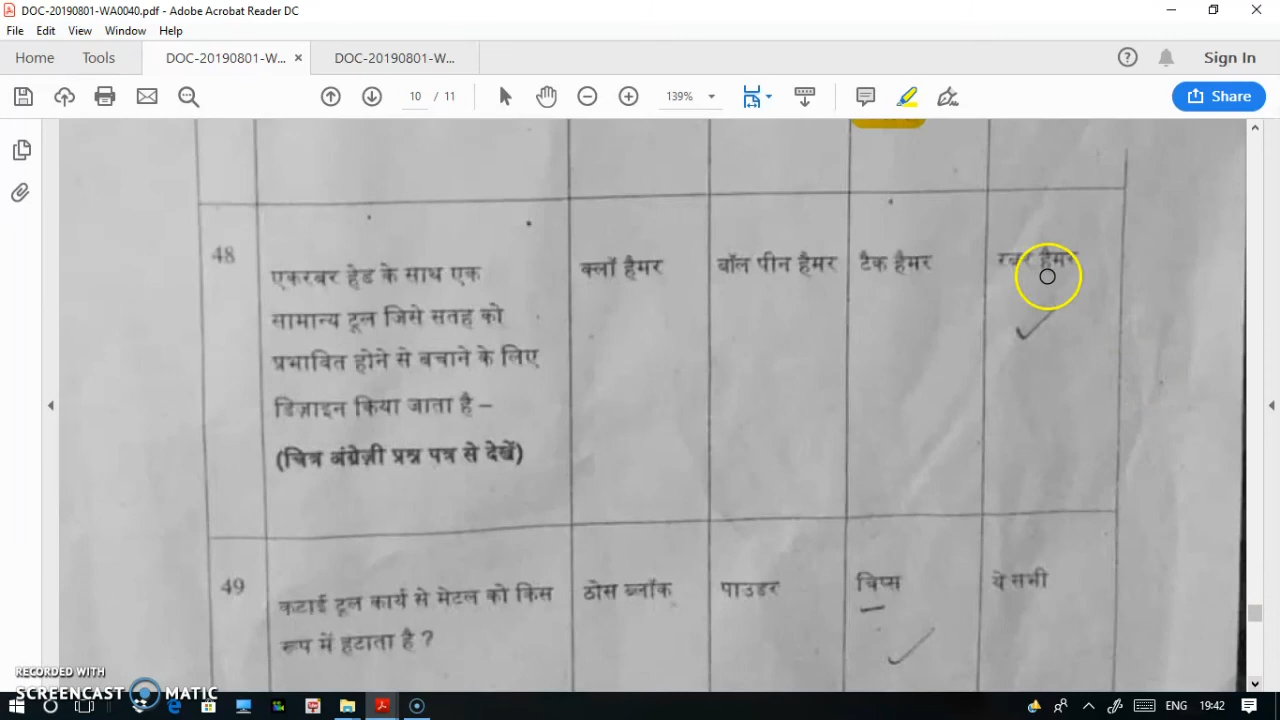 DOC-20190801-WA0040.pdf - Adobe Acrobat Reader DC
File Edit View Window Help
Home Tools DOC-20190801-W... DOC-20190801-W... Sign In
10 / 11 139% Share
48 एकरबर हेड के साथ एक क्लॉ हैमर बॉल पीन हैमर टैक हैमर रबर हैमर
सामान्य टूल जिसे सतह को
प्रभावित होने से बचाने के लिए
डिज़ाइन किया जाता है –
(चित्र अंग्रेज़ी प्रश्न पत्र से देखें)
49 कटाई टूल कार्य से मेटल को किस ठोस ब्लॉक पाउडर चिप्स ये सभी
रूप में हटाता है ?
RECORDED WITH
SCREENCAST MATIC
ENG 19:42